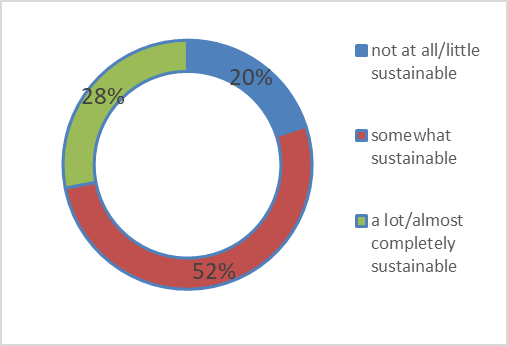 20%
28%
52%
not at all/little
sustainable
somewhat
sustainable
a lot/almost
completely
sustainable